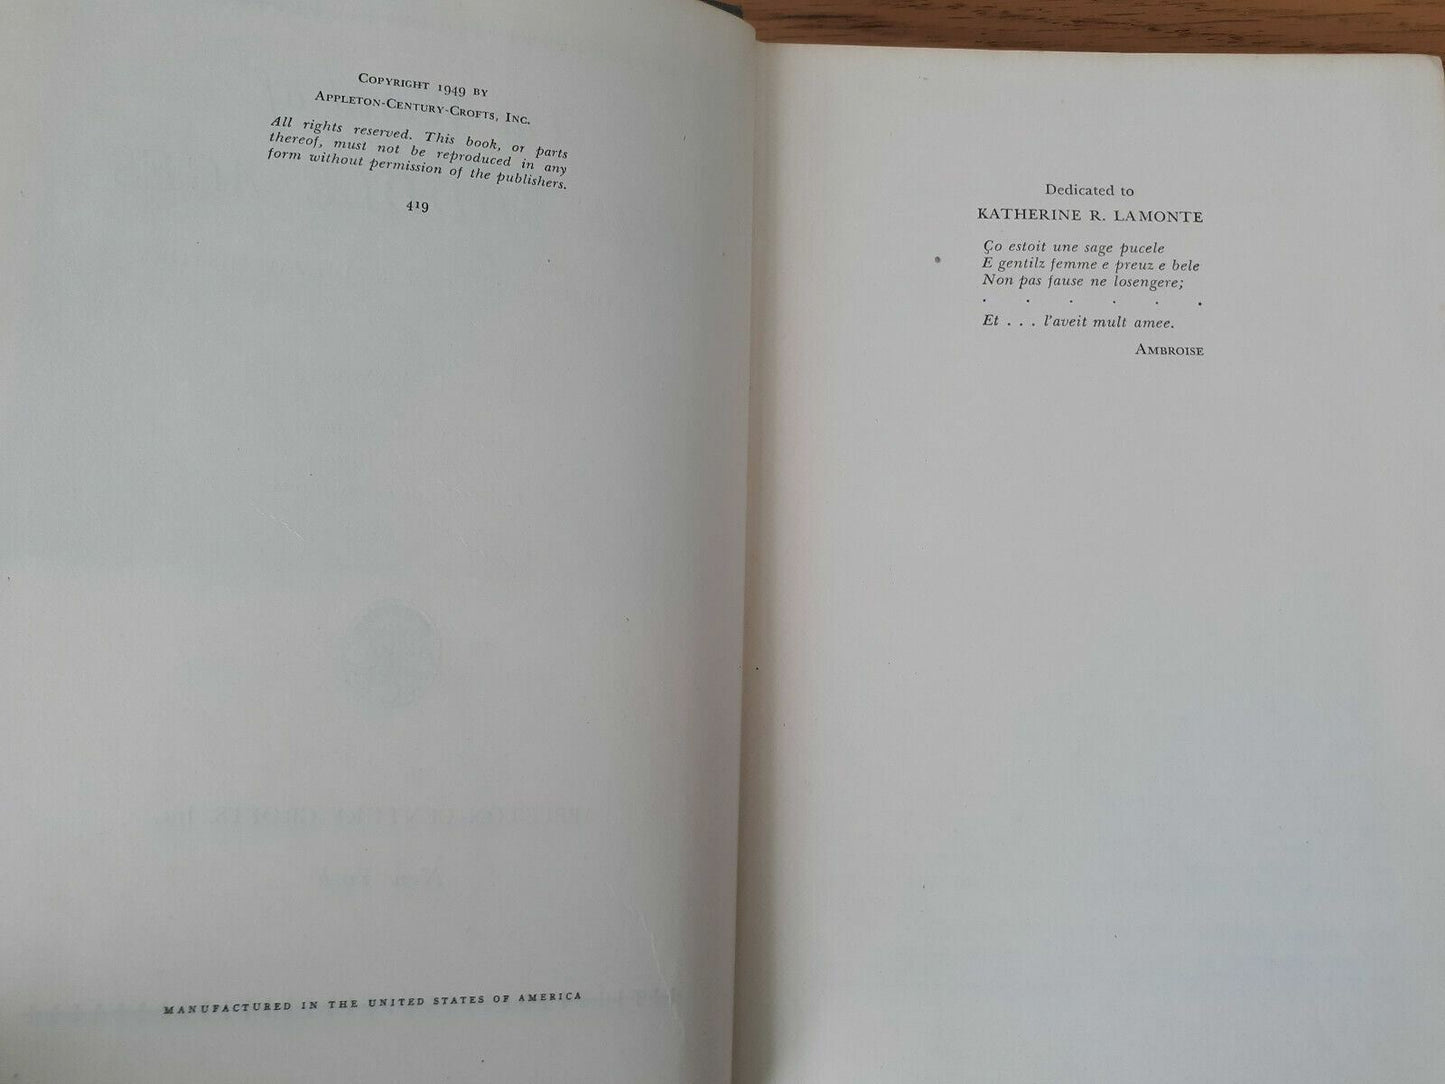 COPYRIGHT 1949 BY
APPLETON-CENTURY-CROFTS, INC.
All rights reserved. This book, or parts
thereof, must not be reproduced in any
form without permission of the publishers.
419
MANUFACTURED IN THE UNITED STATES OF AMERICA
Dedicated to
KATHERINE R. LAMONTE
Ço estoit une sage pucele
E gentilz femme e preuz e bele
Non pas fause ne losengere;
. . . . . .
Et . . . l'aveit mult amee.
AMBROISE